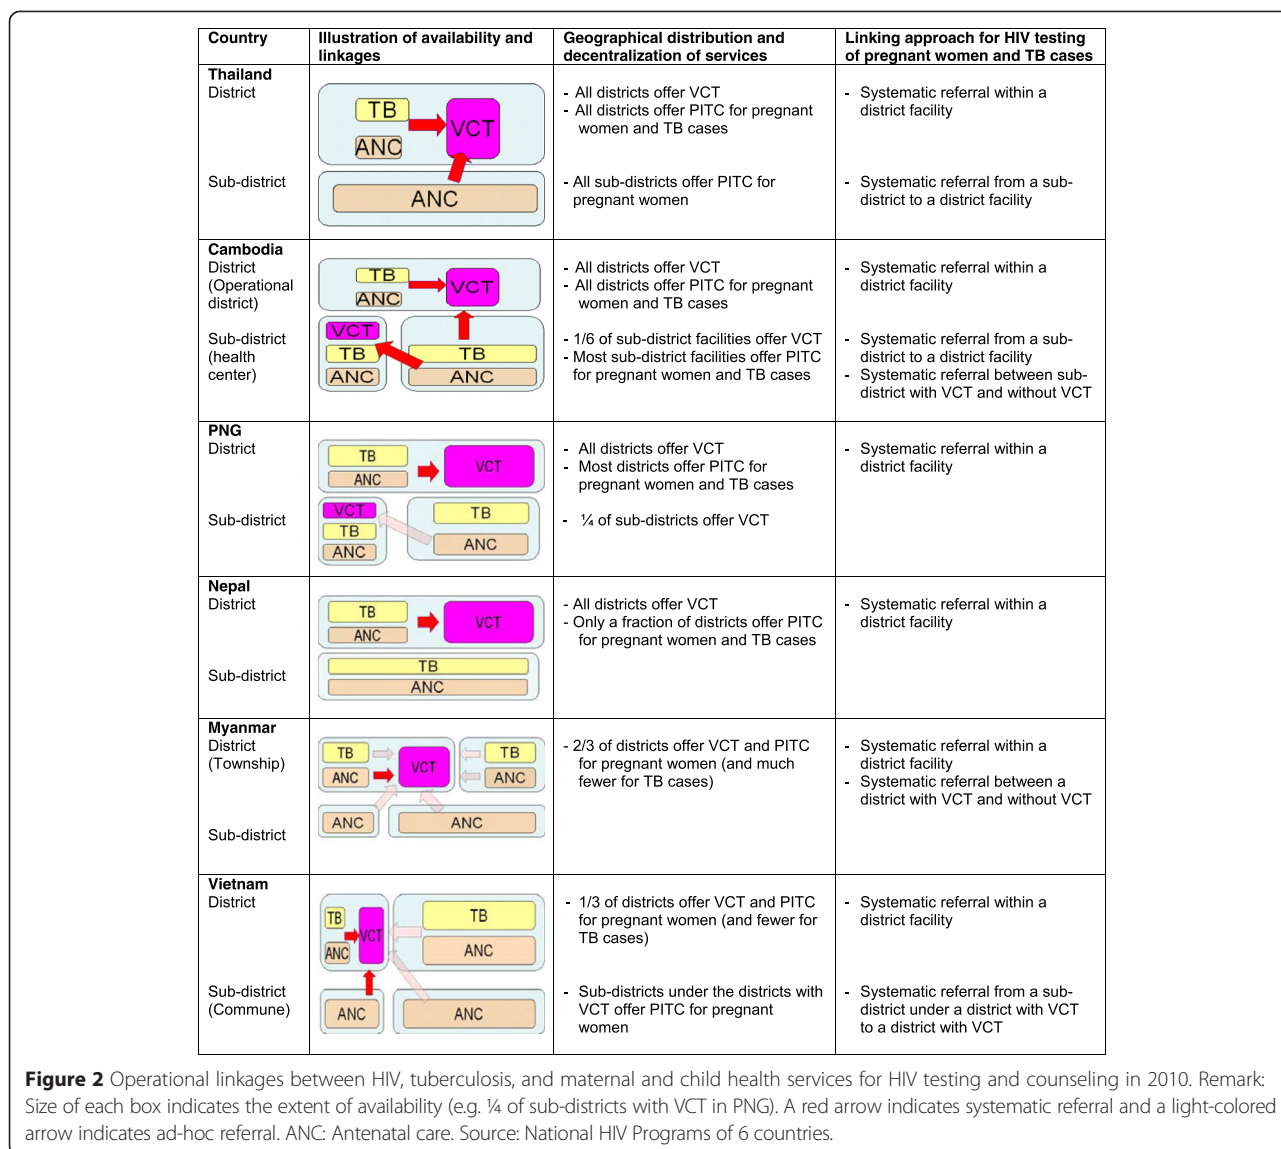 Country
Illustration of availability and
linkages
Geographical distribution and
decentralization of services
Linking approach for HIV testing
of pregnant women and TB cases
Thailand
District
TB
VCT
ANC
- All districts offer VCT
- All districts offer PITC for pregnant
women and TB cases
- Systematic referral within a
district facility
Sub-district
ANC
- All sub-districts offer PITC for
pregnant women
- Systematic referral from a sub-
district to a district facility
Cambodia
District
(Operational
district)
TB
VCT
ANC
- All districts offer VCT
- All districts offer PITC for pregnant
women and TB cases
- Systematic referral within a
district facility
Sub-district
(health
center)
VCT
TB
ANC
TB
ANC
- 1/6 of sub-district facilities offer VCT
- Most sub-district facilities offer PITC
for pregnant women and TB cases
- Systematic referral from a sub-
district to a district facility
- Systematic referral between sub-
district with VCT and without VCT
PNG
District
TB
VCT
ANC
- All districts offer VCT
- Most districts offer PITC for
pregnant women and TB cases
- Systematic referral within a
district facility
Sub-district
VCT
TB
ANC
TB
ANC
- ¼ of sub-districts offer VCT
Nepal
District
TB
VCT
ANC
- All districts offer VCT
- Only a fraction of districts offer PITC
for pregnant women and TB cases
- Systematic referral within a
district facility
Sub-district
TB
ANC
Myanmar
District
(Township)
TB
VCT
ANC
TB
ANC
- 2/3 of districts offer VCT and PITC
for pregnant women (and much
fewer for TB cases)
- Systematic referral within a
district facility
- Systematic referral between a
district with VCT and without VCT
Sub-district
ANC
ANC
Vietnam
District
TB
VCT
ANC
TB
ANC
- 1/3 of districts offer VCT and PITC
for pregnant women (and fewer for
TB cases)
- Systematic referral within a
district facility
Sub-district
(Commune)
ANC
ANC
- Sub-districts under the districts with
VCT offer PITC for pregnant
women
- Systematic referral from a sub-
district under a district with VCT
to a district with VCT
Figure 2 Operational linkages between HIV, tuberculosis, and maternal and child health services for HIV testing and counseling in 2010. Remark:
Size of each box indicates the extent of availability (e.g. ¼ of sub-districts with VCT in PNG). A red arrow indicates systematic referral and a light-colored
arrow indicates ad-hoc referral. ANC: Antenatal care. Source: National HIV Programs of 6 countries.